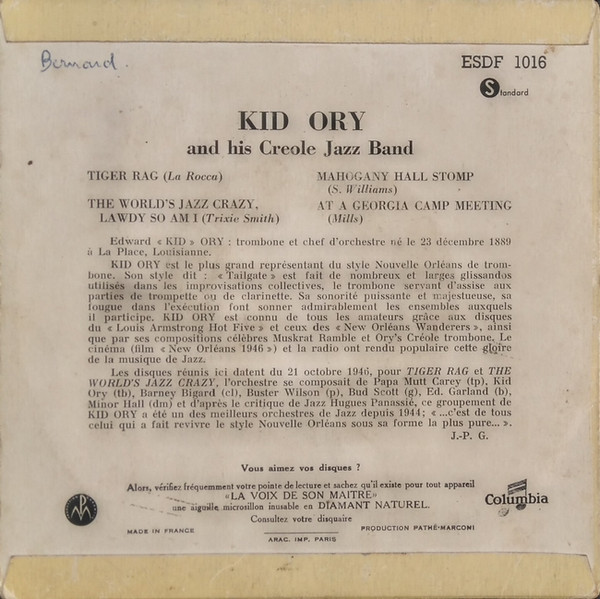 Bernard.
ESDF 1016
Standard
KID ORY
and his Creole Jazz Band
TIGER RAG (La Rocca)
THE WORLD'S JAZZ CRAZY,
LAWDY SO AM I (Trixie Smith)
MAHOGANY HALL STOMP
(S. Williams)
AT A GEORGIA CAMP MEETING
(Mills)
Edward « KID » ORY : trombone et chef d'orchestre né le 23 décembre 1889
à La Place, Louisianne.
KID ORY est le plus grand représentant du style Nouvelle Orléans de trom-
bone. Son style dit : « Tailgate » est fait de nombreux et larges glissandos
utilisés dans les improvisations collectives, le trombone servant d'assise aux
parties de trompette ou de clarinette. Sa sonorité puissante et majestueuse, sa
fougue dans l'exécution font sonner admirablement les ensembles auxquels
il participe. KID ORY est connu de tous les amateurs grâce aux disques
du « Louis Armstrong Hot Five » et ceux des « New Orléans Wanderers », ainsi
que par ses compositions célèbres Muskrat Ramble et Ory's Créole trombone. Le
cinéma (film « New Orléans 1946 ») et la radio ont rendu populaire cette gloire
de la musique de Jazz.
Les disques réunis ici datent du 21 octobre 1946, pour TIGER RAG et THE
WORLD'S JAZZ CRAZY, l'orchestre se composait de Papa Mutt Carey (tp), Kid
Ory (tb), Barney Bigard (cl), Buster Wilson (p), Bud Scott (g), Ed. Garland (b),
Minor Hall (dm) et d'après le critique de Jazz Hugues Panassié, ce groupement de
KID ORY a été un des meilleurs orchestres de Jazz depuis 1944 ; « ...c'est de tous
celui qui a fait revivre le style Nouvelle Orléans sous sa forme la plus pure... ».
J.-P. G.
Vous aimez vos disques ?
Alors, vérifiez fréquemment votre pointe de lecture et sachez qu'il existe pour tout appareil
«LA VOIX DE SON MAITRE»
une aiguille microsillon inusable en DIAMANT NATUREL.
Consultez votre disquaire
Columbia
MADE IN FRANCE
PRODUCTION PATHÉ-MARCONI
ARAC. IMP, PARIS